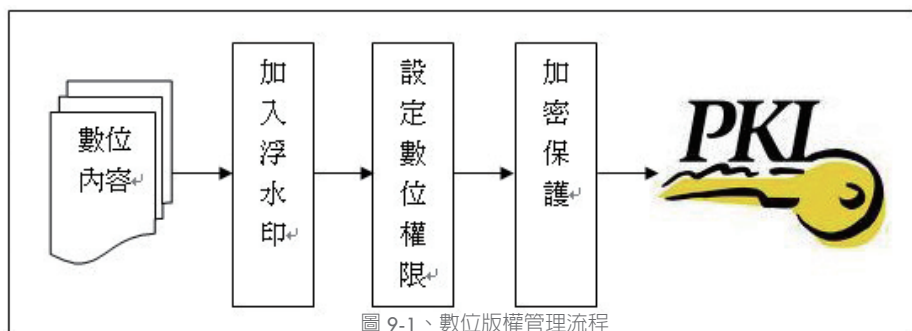 數位
內容
加入浮水印
設定數位權限
加密保護
PKI
圖 9-1、數位版權管理流程